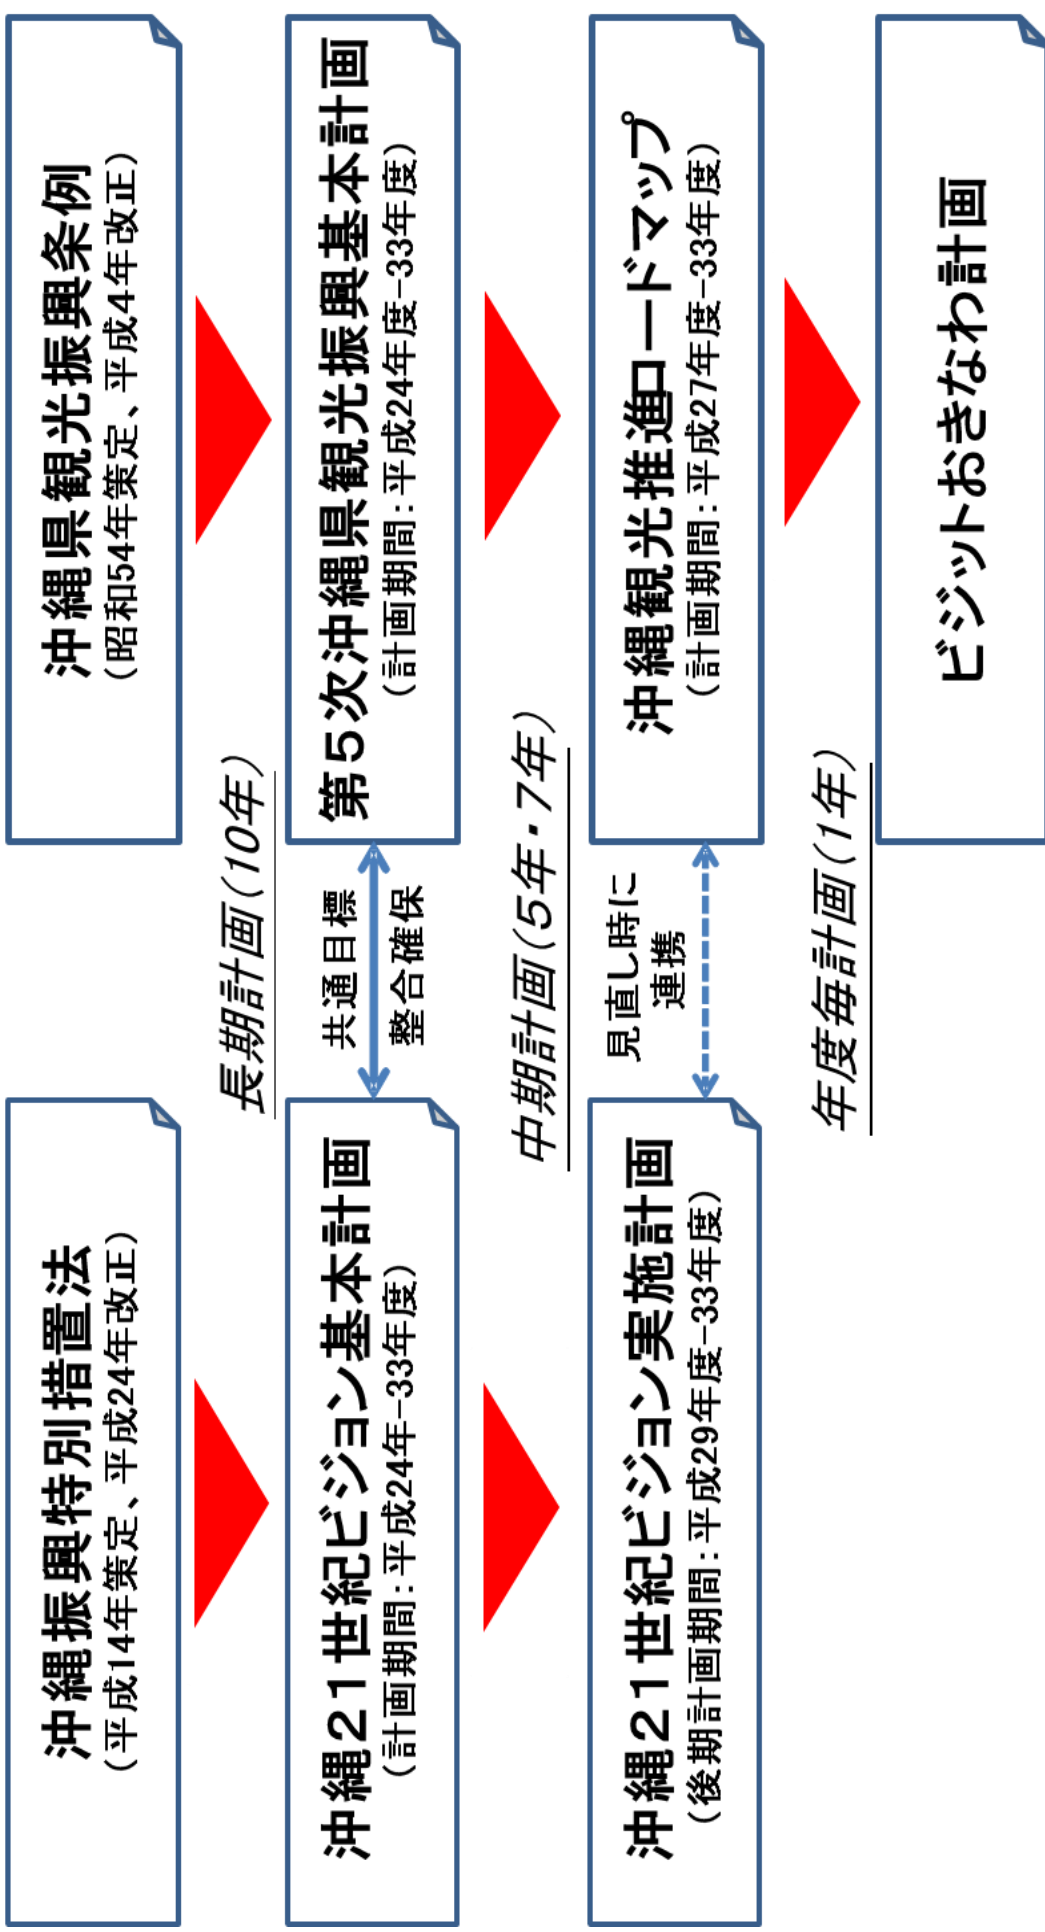 沖縄振興特別措置法
（平成14年策定、平成24年改正）
沖縄県観光振興条例
（昭和54年策定、平成4年改正）
長期計画（10年）
沖縄21世紀ビジョン基本計画
（計画期間：平成24年-33年度）
共通目標
整合確保
第5次沖縄県観光振興基本計画
（計画期間：平成24年度-33年度）
中期計画（5年・7年）
沖縄21世紀ビジョン実施計画
（後期計画期間：平成29年度-33年度）
見直し時に
連携
沖縄観光推進ロードマップ
（計画期間：平成27年度-33年度）
年度毎計画（1年）
ビジットおきなわ計画